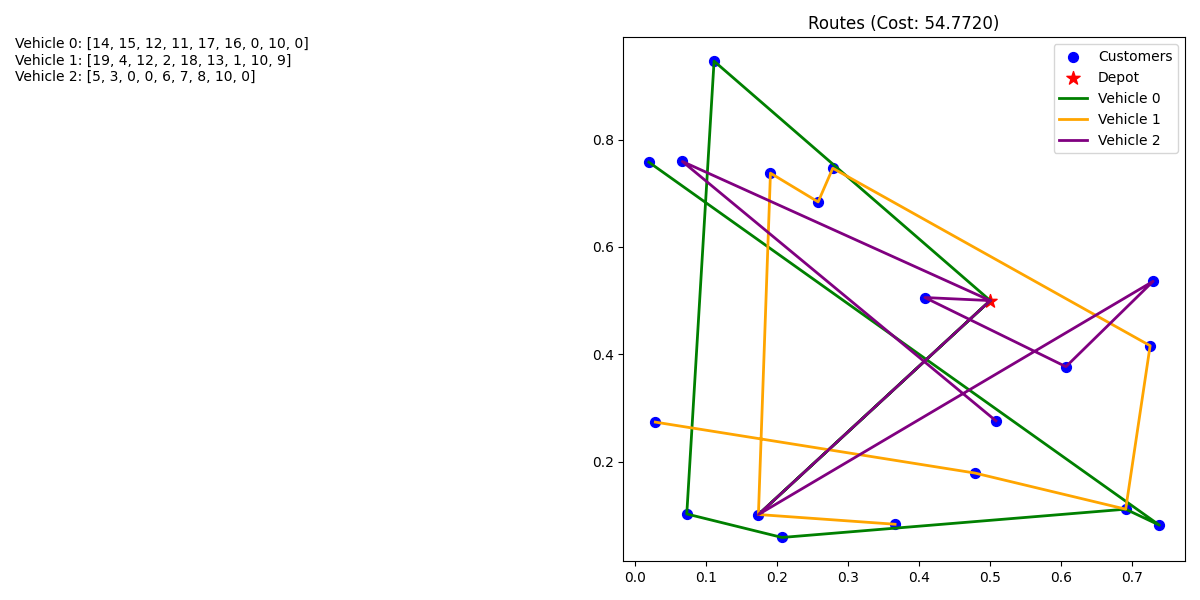 Vehicle 0: [14, 15, 12, 11, 17, 16, 0, 10, 0]
Vehicle 1: [19, 4, 12, 2, 18, 13, 1, 10, 9]
Vehicle 2: [5, 3, 0, 0, 6, 7, 8, 10, 0]
Routes (Cost: 54.7720)
Customers
Depot
Vehicle 0
Vehicle 1
Vehicle 2
0.8
0.6
0.4
0.2
0.0 0.1 0.2 0.3 0.4 0.5 0.6 0.7